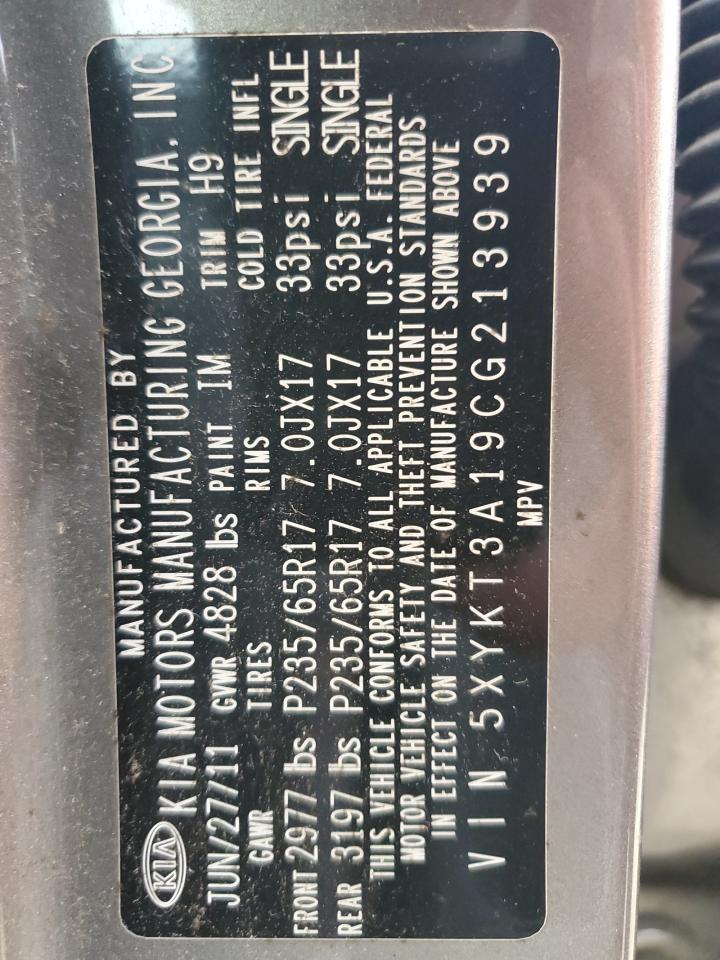 MANUFACTURED BY
KIA KIA MOTORS MANUFACTURING GEORGIA, INC.
JUN/27/11 GVWR 4828 lbs PAINT IM TRIM H9
GAWR TIRES RIMS COLD TIRE INFL
FRONT 2977 lbs P235/65R17 7.0JX17 33psi SINGLE
REAR 3197 lbs P235/65R17 7.0JX17 33psi SINGLE
THIS VEHICLE CONFORMS TO ALL APPLICABLE U.S.A. FEDERAL
MOTOR VEHICLE SAFETY AND THEFT PREVENTION STANDARDS
IN EFFECT ON THE DATE OF MANUFACTURE SHOWN ABOVE
VIN 5XYKT3A19CG213939
MPV